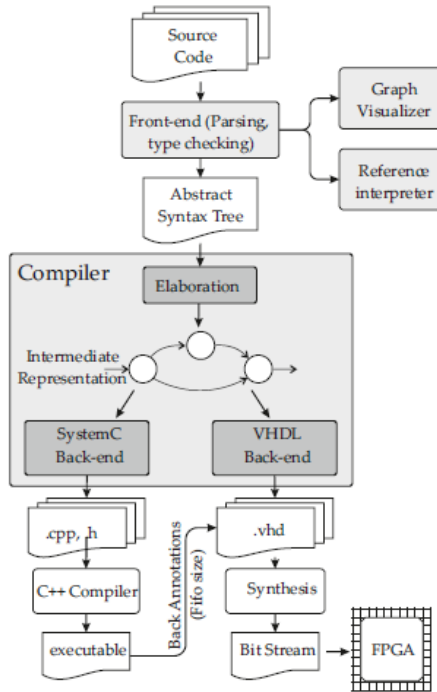 Source
Code
Front-end (Parsing,
type checking)
Graph
Visualizer
Reference
interpreter
Abstract
Syntax Tree
Compiler
Elaboration
Intermediate
Representation
SystemC
Back-end
VHDL
Back-end
.cpp, .h
.vhd
Back Annotations
(Fifo size)
C++ Compiler
Synthesis
executable
Bit Stream
FPGA